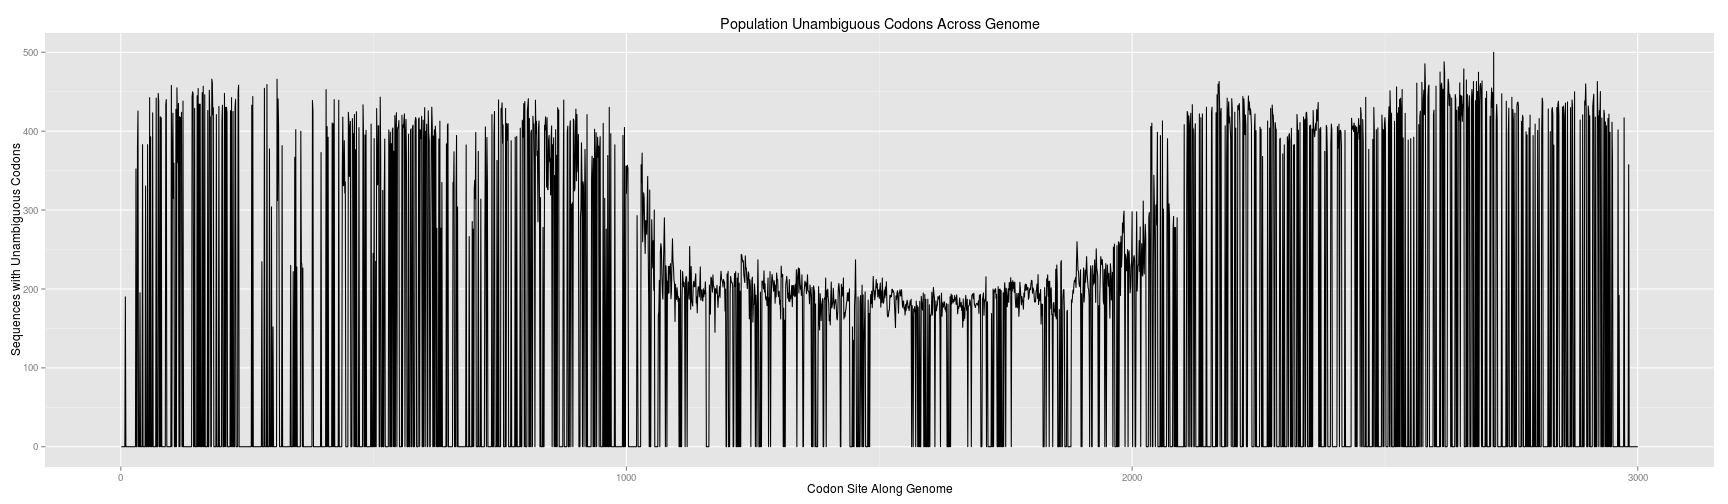 Population Unambiguous Codons Across Genome
Sequences with Unambiguous Codons
500
400
300
200
100
0
0 1000 2000 3000
Codon Site Along Genome